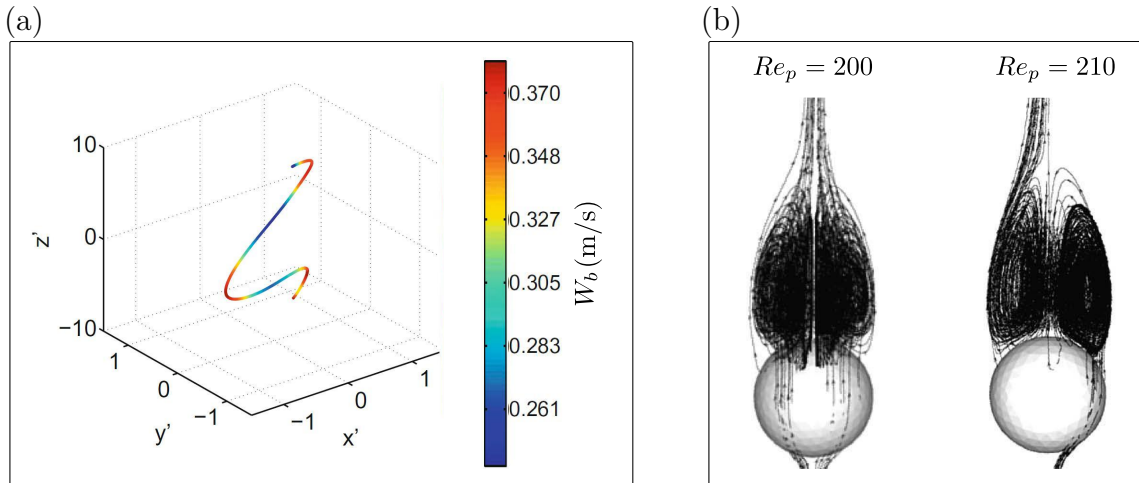 (a)
10
0
−10
z'
1
0
−1
y'
−1
0
1
x'
0.370
0.348
0.327
0.305
0.283
0.261
W_b (m/s)
(b)
Re_p = 200
Re_p = 210